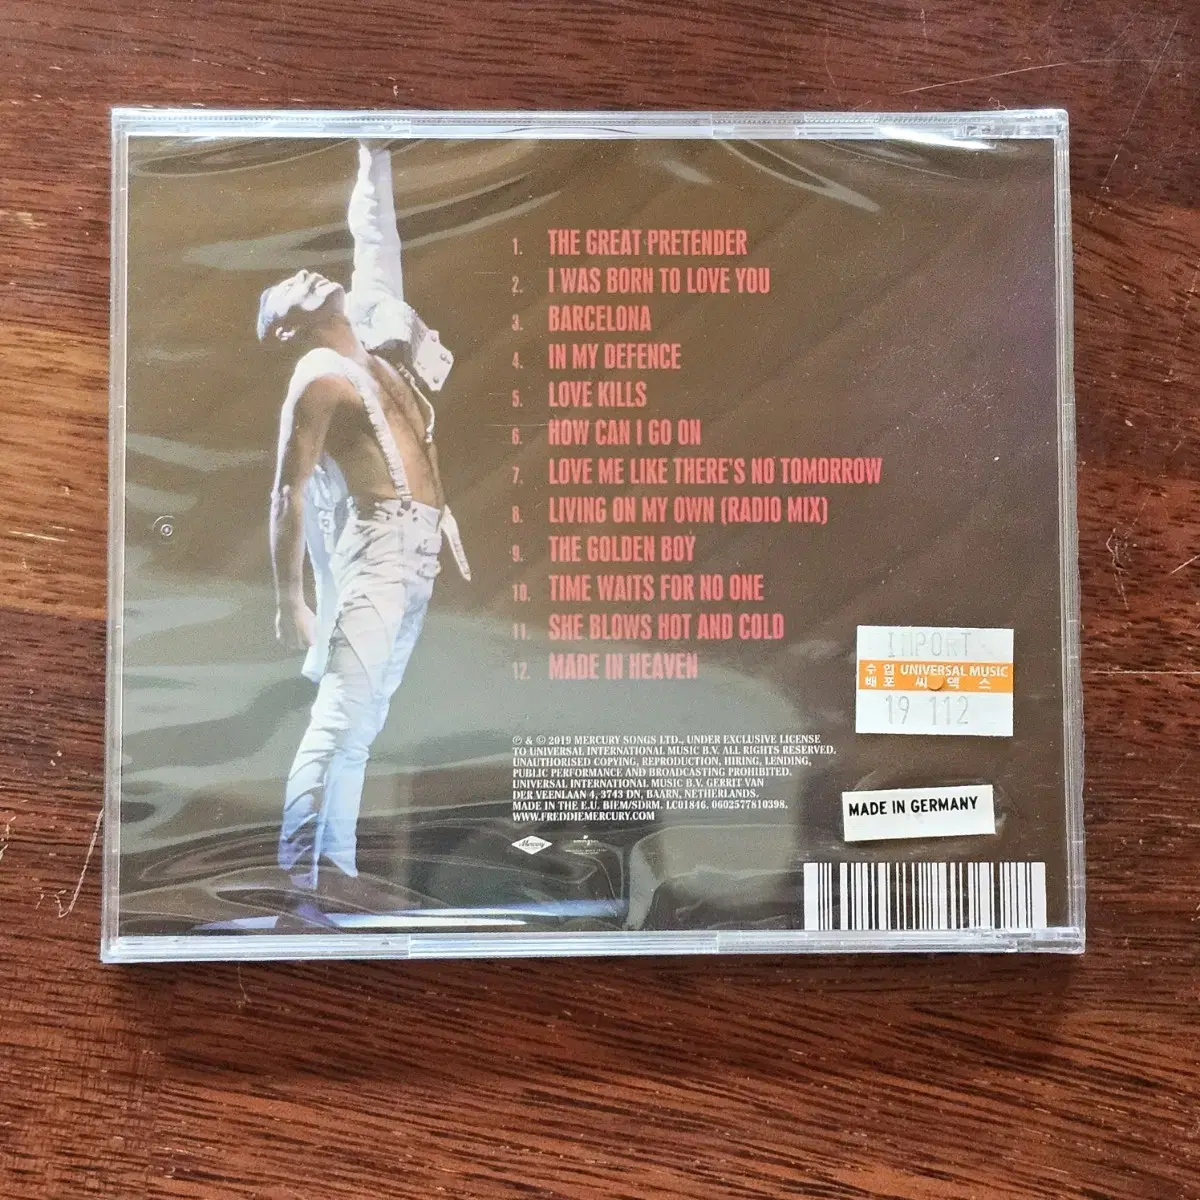 1. THE GREAT PRETENDER
2. I WAS BORN TO LOVE YOU
3. BARCELONA
4. IN MY DEFENCE
5. LOVE KILLS
6. HOW CAN I GO ON
7. LOVE ME LIKE THERE'S NO TOMORROW
8. LIVING ON MY OWN (RADIO MIX)
9. THE GOLDEN BOY
10. TIME WAITS FOR NO ONE
11. SHE BLOWS HOT AND COLD
12. MADE IN HEAVEN
IMPORT
수입 UNIVERSAL MUSIC
배포 씨 엑스
19 112
℗ & © 2019 MERCURY SONGS LTD., UNDER EXCLUSIVE LICENSE
TO UNIVERSAL INTERNATIONAL MUSIC B.V. ALL RIGHTS RESERVED.
UNAUTHORISED COPYING, REPRODUCTION, HIRING, LENDING,
PUBLIC PERFORMANCE AND BROADCASTING PROHIBITED.
UNIVERSAL INTERNATIONAL MUSIC B.V. GERRIT VAN
DER VEENLAAN 4, 3743 DN, BAARN, NETHERLANDS.
MADE IN THE E.U. BIEM/SDRM. LC01846. 0602577810398.
WWW.FREDDIEMERCURY.COM
Mercury
MADE IN GERMANY